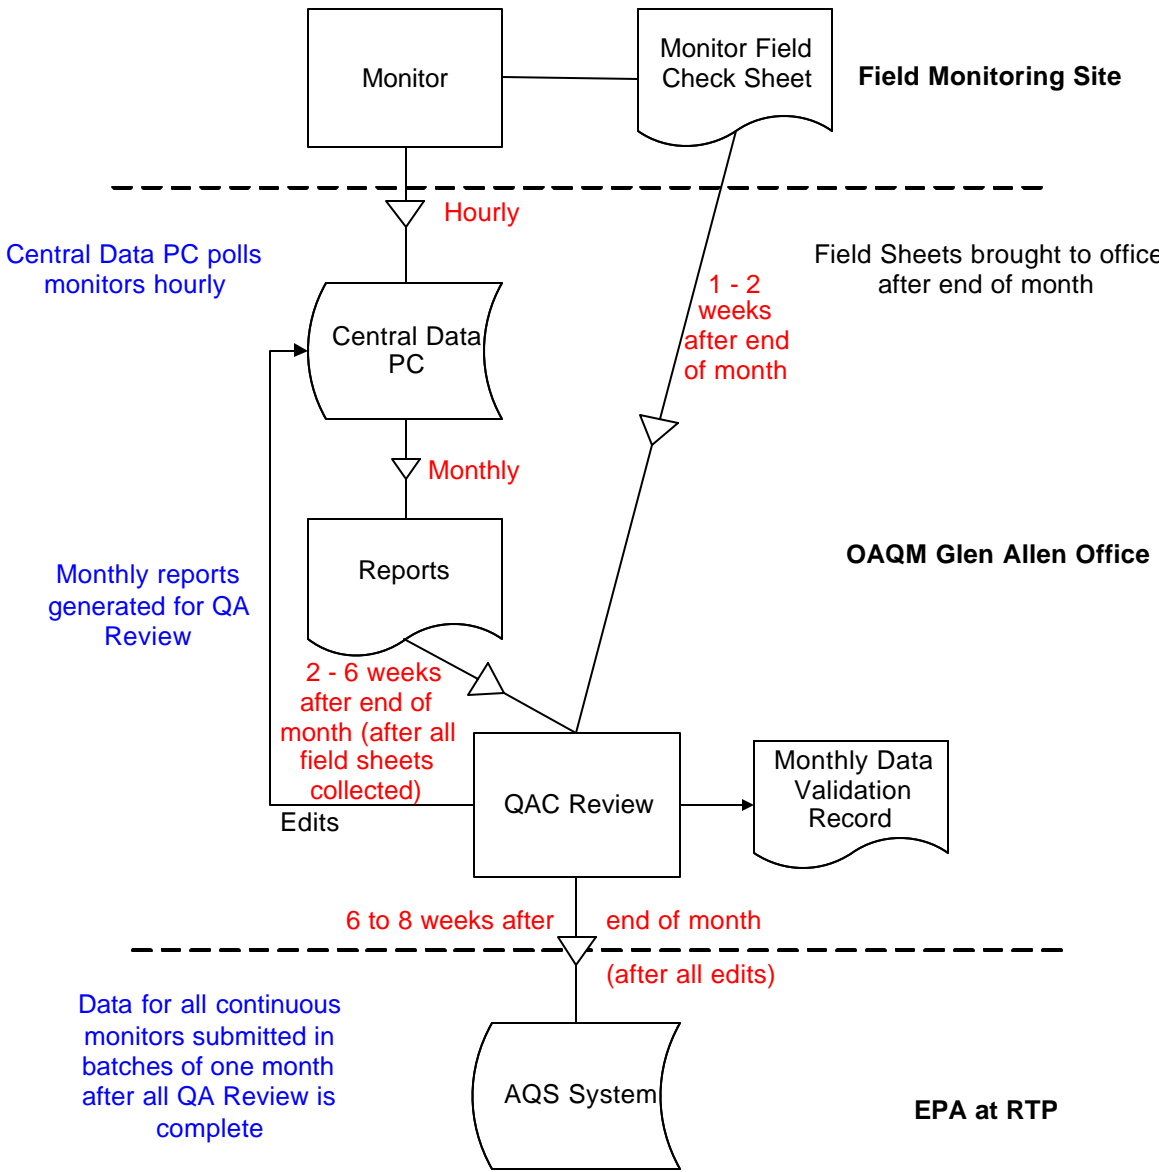 Monitor
Monitor Field
Check Sheet
Field Monitoring Site
Hourly
Central Data PC polls
monitors hourly
Field Sheets brought to office
after end of month
1 - 2
weeks
after end
of month
Central Data
PC
Monthly
Reports
OAQM Glen Allen Office
Monthly reports
generated for QA
Review
2 - 6 weeks
after end of
month (after all
field sheets
collected)
Edits
QAC Review
Monthly Data
Validation
Record
6 to 8 weeks after end of month
(after all edits)
Data for all continuous
monitors submitted in
batches of one month
after all QA Review is
complete
AQS System
EPA at RTP